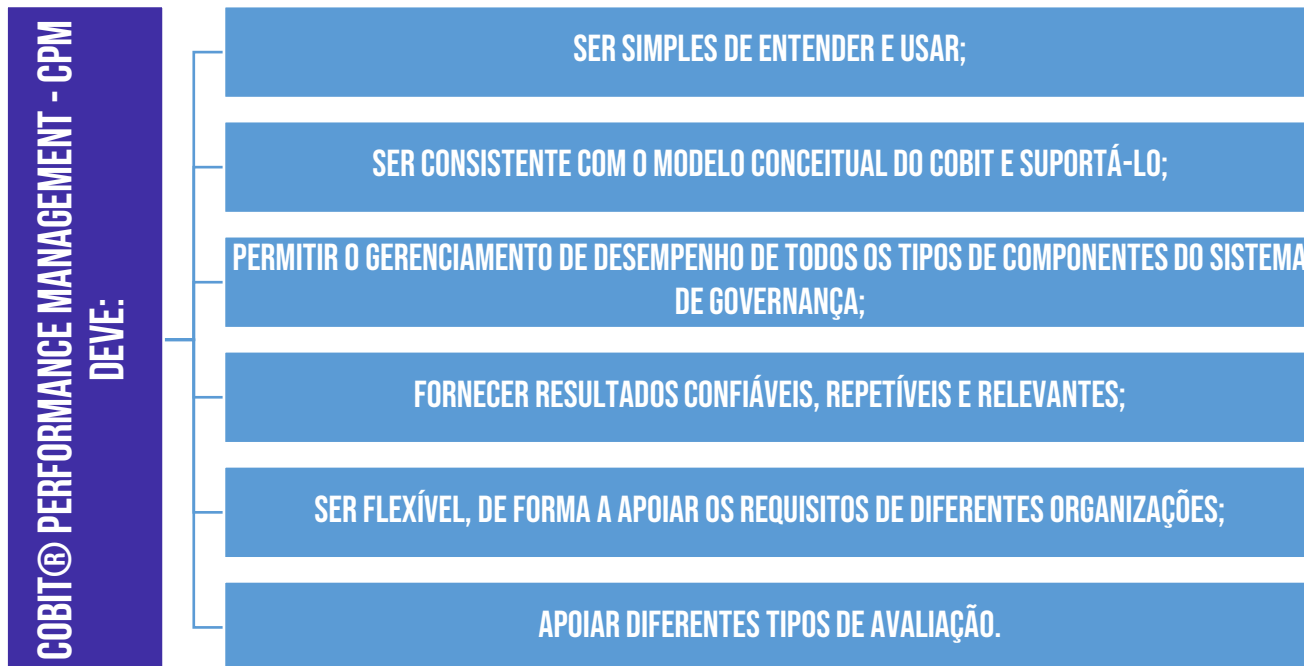 COBIT® PERFORMANCE MANAGEMENT - CPM
DEVE:
SER SIMPLES DE ENTENDER E USAR;
SER CONSISTENTE COM O MODELO CONCEITUAL DO COBIT E SUPORTÁ-LO;
PERMITIR O GERENCIAMENTO DE DESEMPENHO DE TODOS OS TIPOS DE COMPONENTES DO SISTEMA
DE GOVERNANÇA;
FORNECER RESULTADOS CONFIÁVEIS, REPETÍVEIS E RELEVANTES;
SER FLEXÍVEL, DE FORMA A APOIAR OS REQUISITOS DE DIFERENTES ORGANIZAÇÕES;
APOIAR DIFERENTES TIPOS DE AVALIAÇÃO.